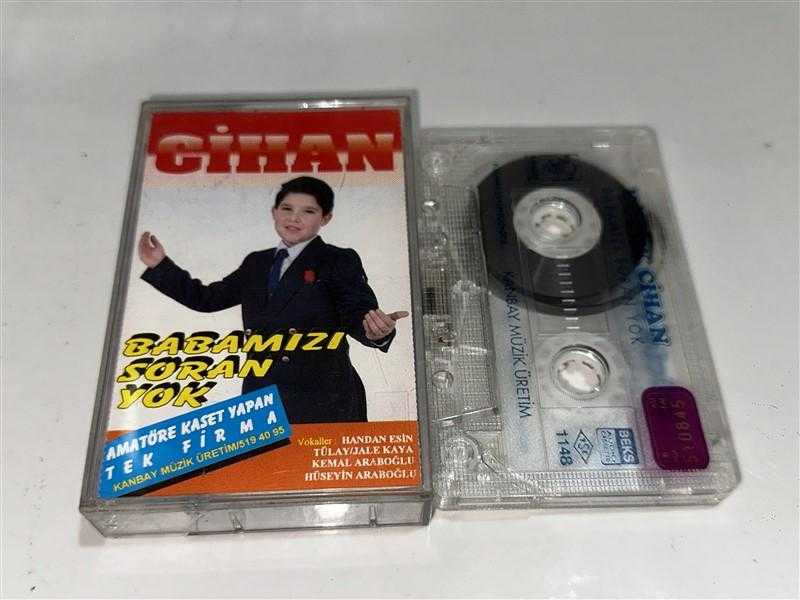 CİHAN
BABAMIZI
SORAN
YOK
AMATÖRE KASET YAPAN
TEK FİRMA
KANBAY MÜZİK ÜRETİM/519 40 95
Vokaller : HANDAN ESİN
TÜLAY/JALE KAYA
KEMAL ARABOĞLU
HÜSEYİN ARABOĞLU
CİHAN
YOK
KANBAY MÜZİK ÜRETİM
BEKS
1148